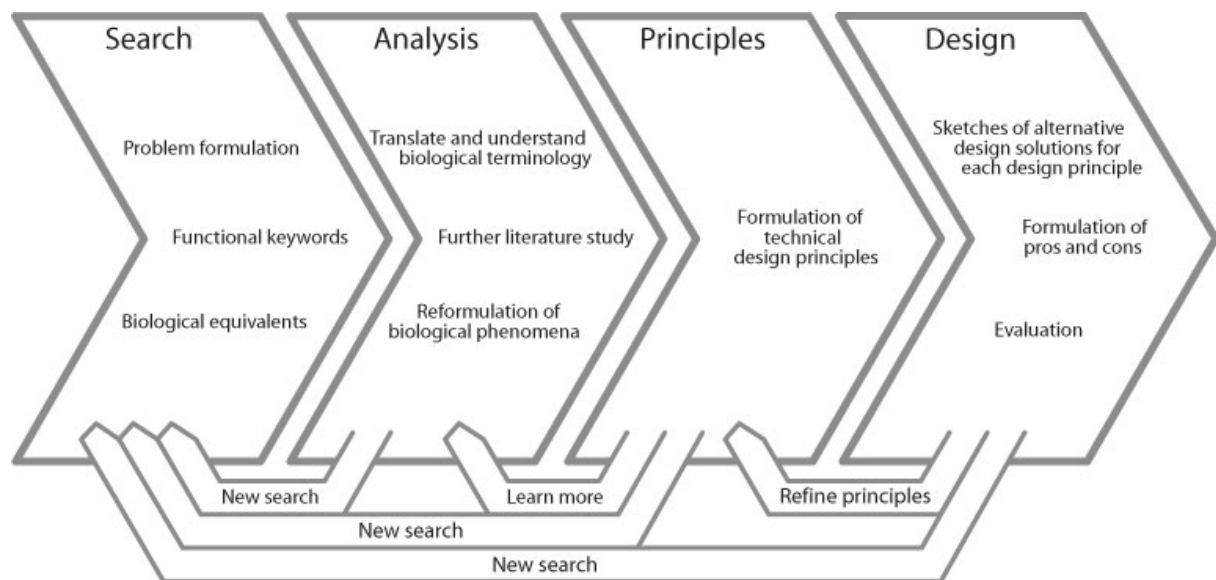 Search
Problem formulation
Functional keywords
Biological equivalents
Analysis
Translate and understand
biological terminology
Further literature study
Reformulation of
biological phenomena
Principles
Formulation of
technical
design principles
Design
Sketches of alternative
design solutions for
each design principle
Formulation of
pros and cons
Evaluation
New search
Learn more
Refine principles
New search
New search